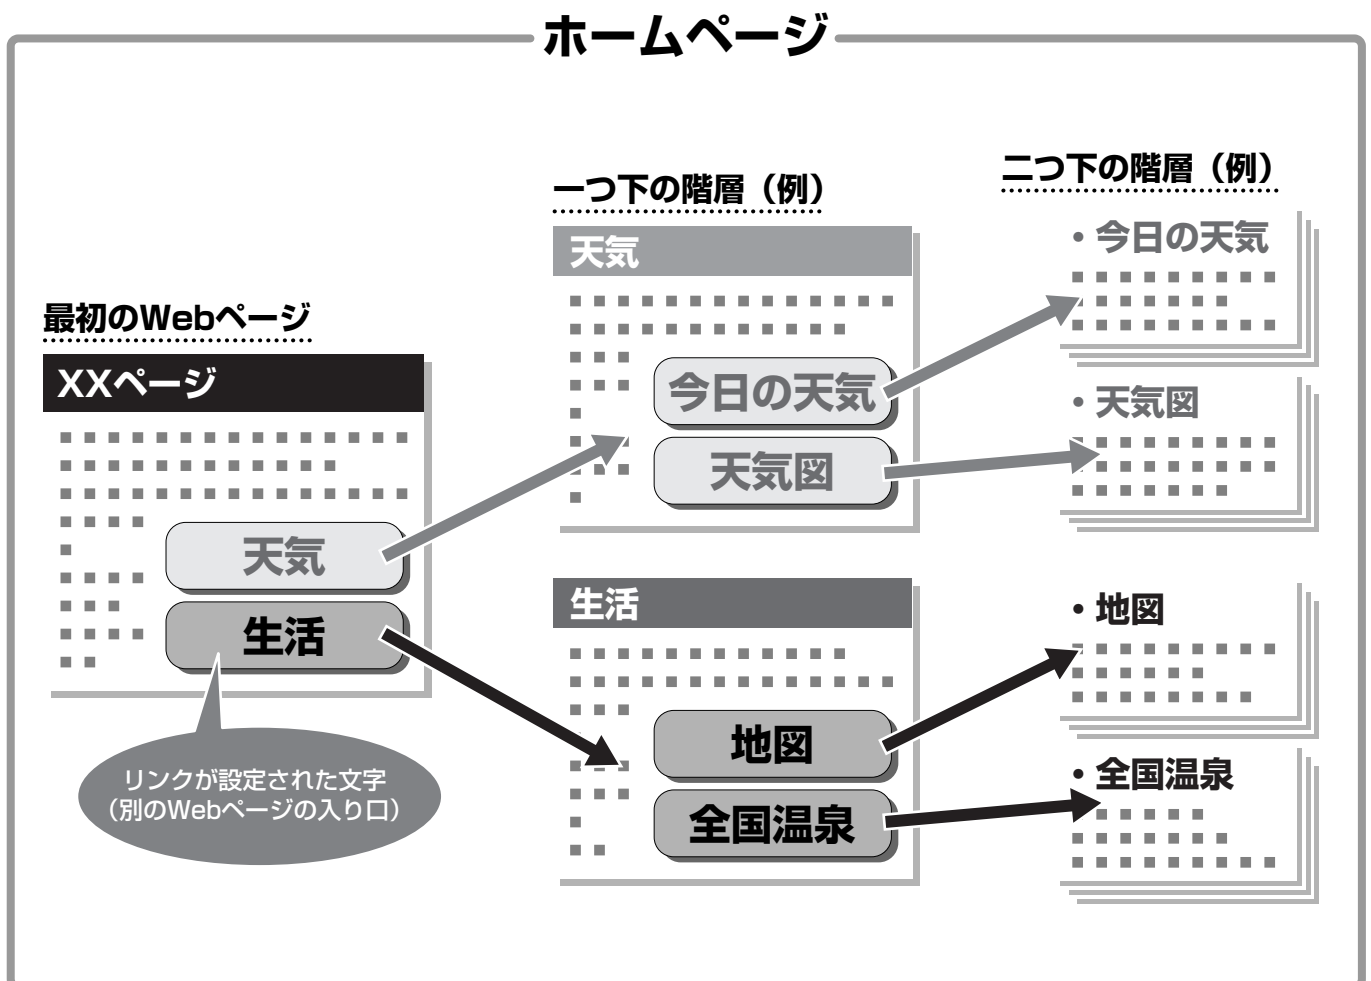 ホームページ
最初のWebページ
XXページ
天気
生活
リンクが設定された文字
（別のWebページの入り口）
一つ下の階層（例）
天気
今日の天気
天気図
生活
地図
全国温泉
二つ下の階層（例）
・今日の天気
・天気図
・地図
・全国温泉